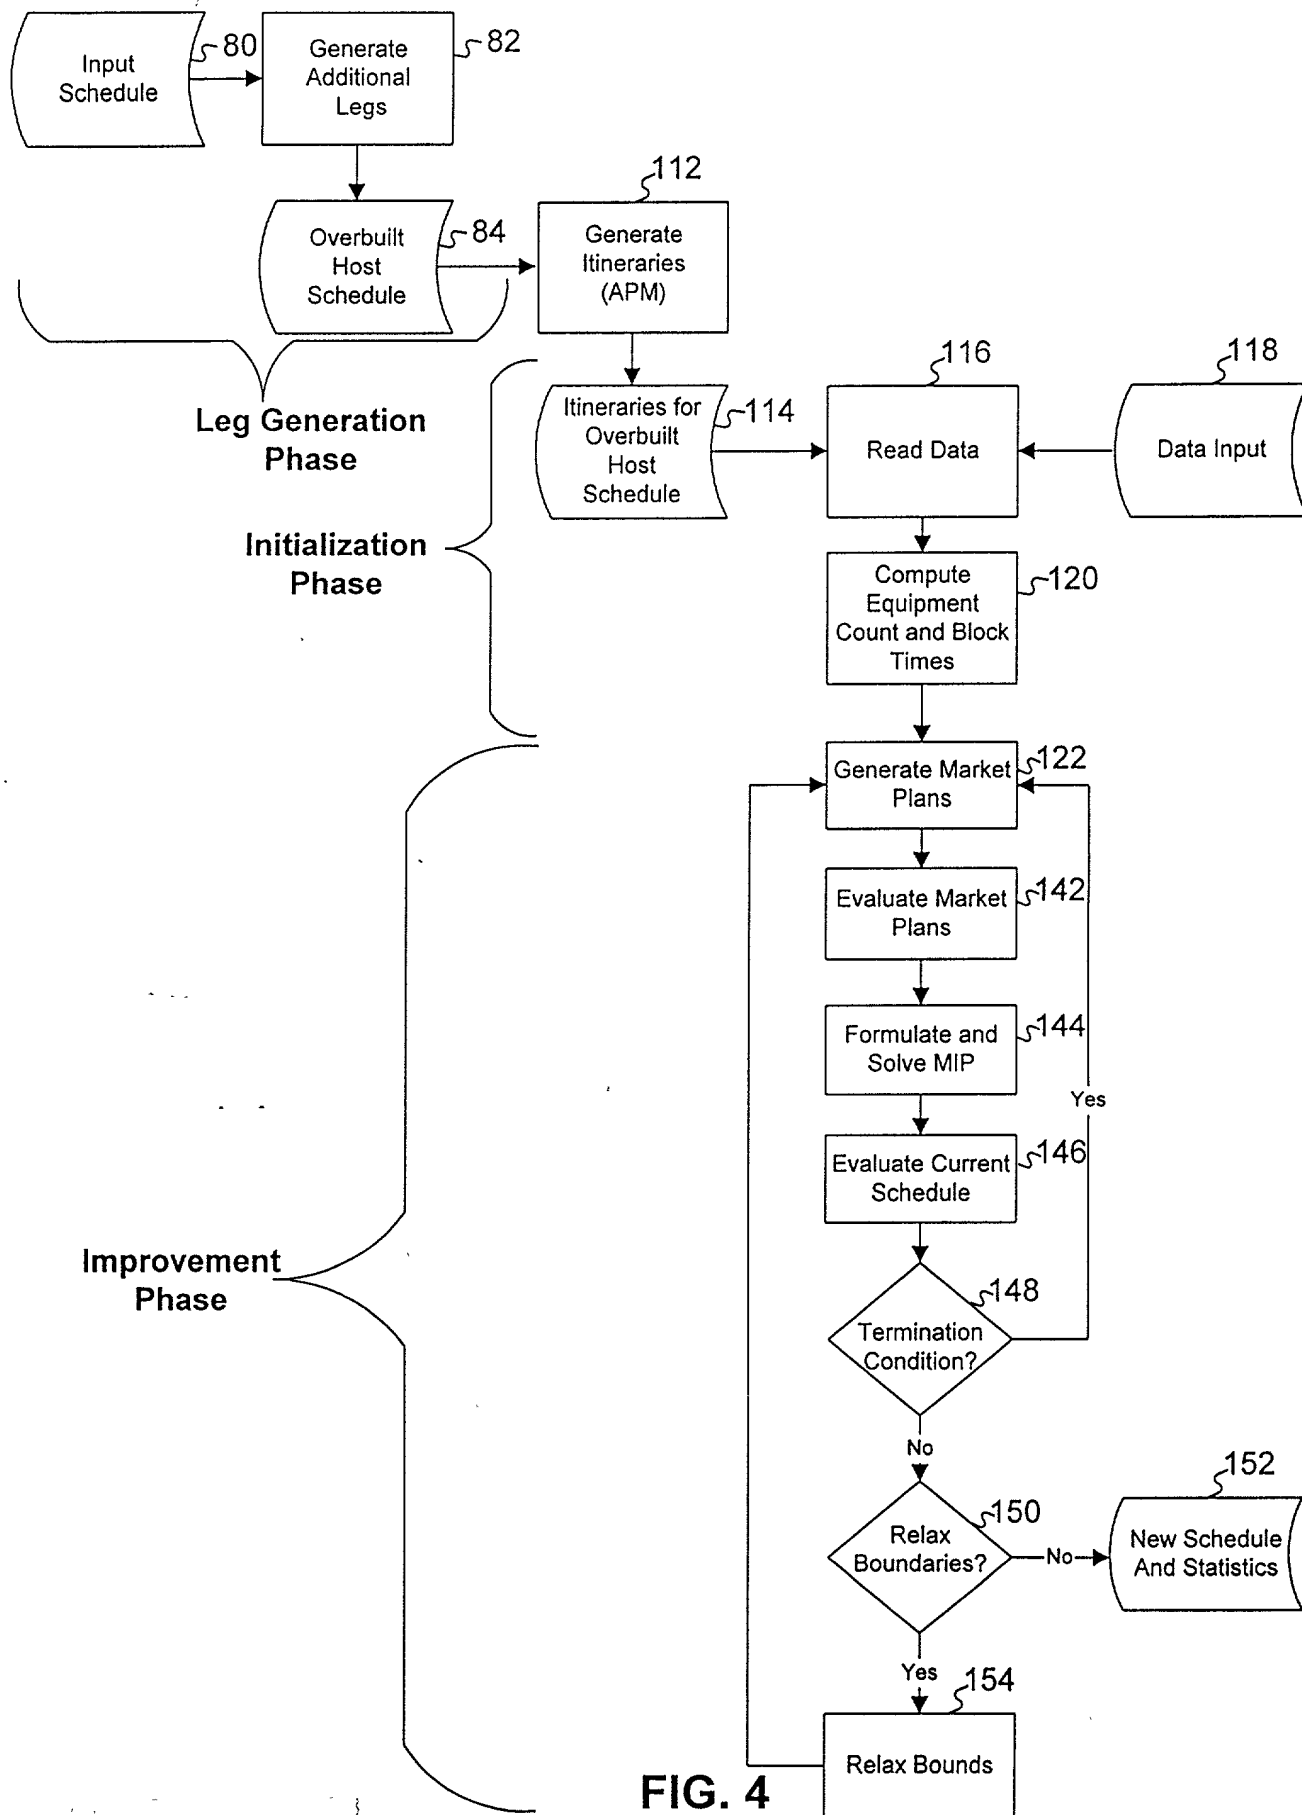 Input
Schedule
80
Generate
Additional
Legs
82
Overbuilt
Host
Schedule
84
Generate
Itineraries
(APM)
112
Leg Generation
Phase
Itineraries for
Overbuilt
Host
Schedule
114
Read Data
116
Data Input
118
Initialization
Phase
Compute
Equipment
Count and Block
Times
120
Generate Market
Plans
122
Evaluate Market
Plans
142
Formulate and
Solve MIP
144
Yes
Evaluate Current
Schedule
146
Improvement
Phase
Termination
Condition?
148
No
Relax
Boundaries?
150
No
New Schedule
And Statistics
152
Yes
Relax Bounds
154
FIG. 4